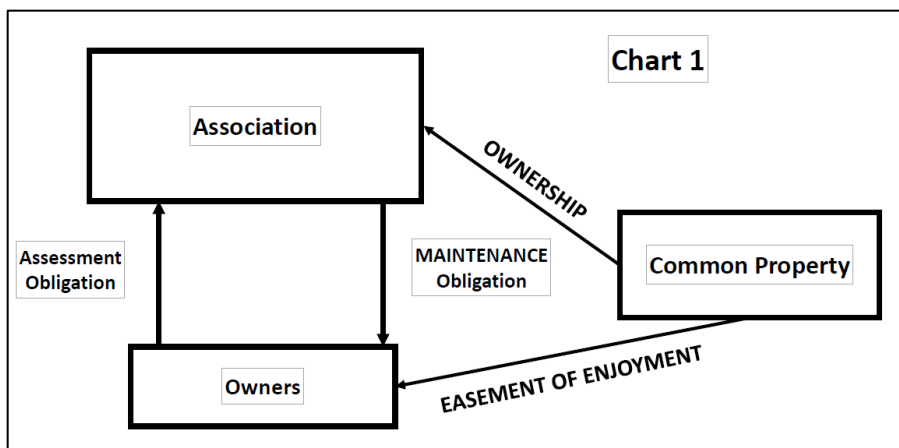 Chart 1
Association
OWNERSHIP
Assessment
Obligation
MAINTENANCE
Obligation
Common Property
Owners
EASEMENT OF ENJOYMENT